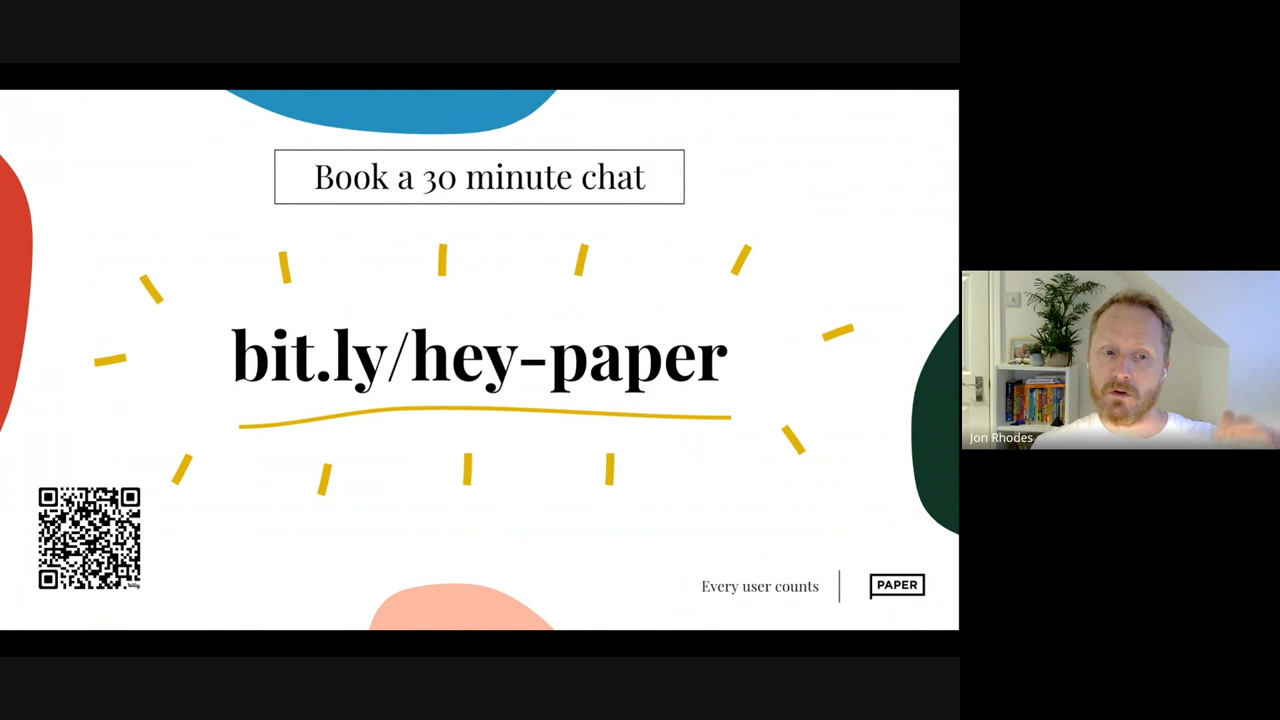 Book a 30 minute chat
bit.ly/hey-paper
Every user counts
PAPER
Jon Rhodes